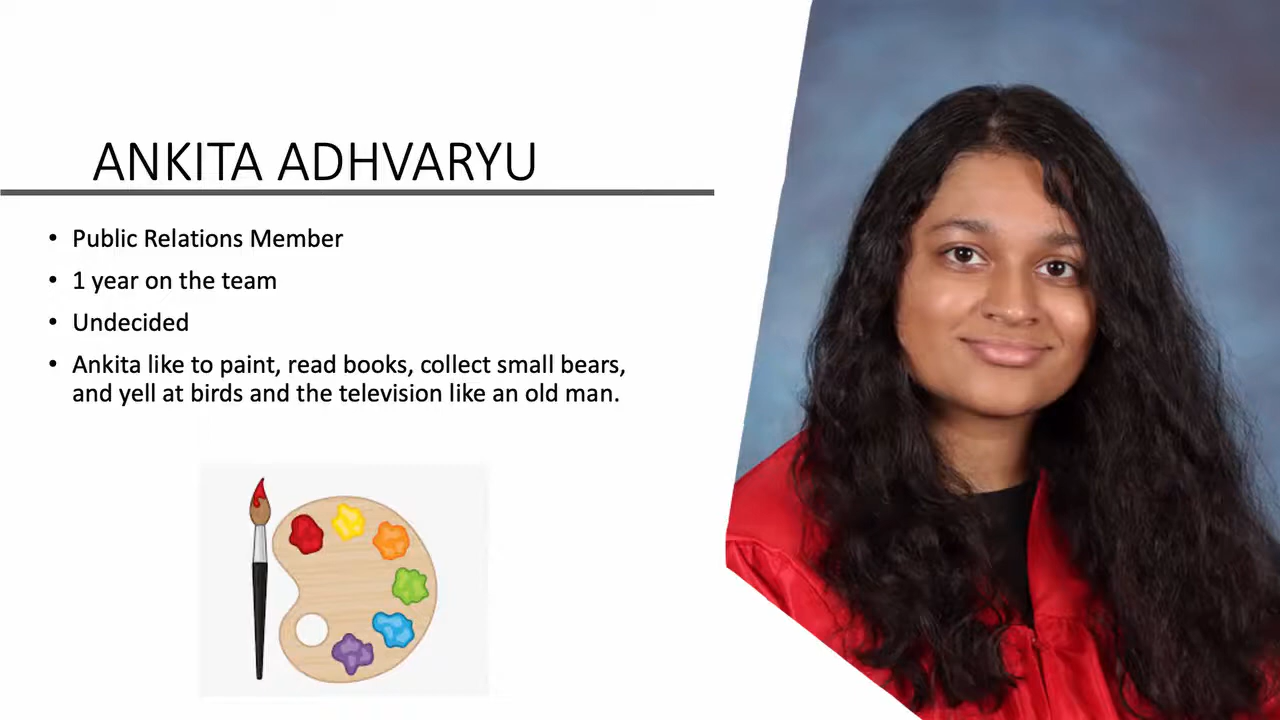 ANKITA ADHVARYU
• Public Relations Member
• 1 year on the team
• Undecided
• Ankita like to paint, read books, collect small bears,
and yell at birds and the television like an old man.